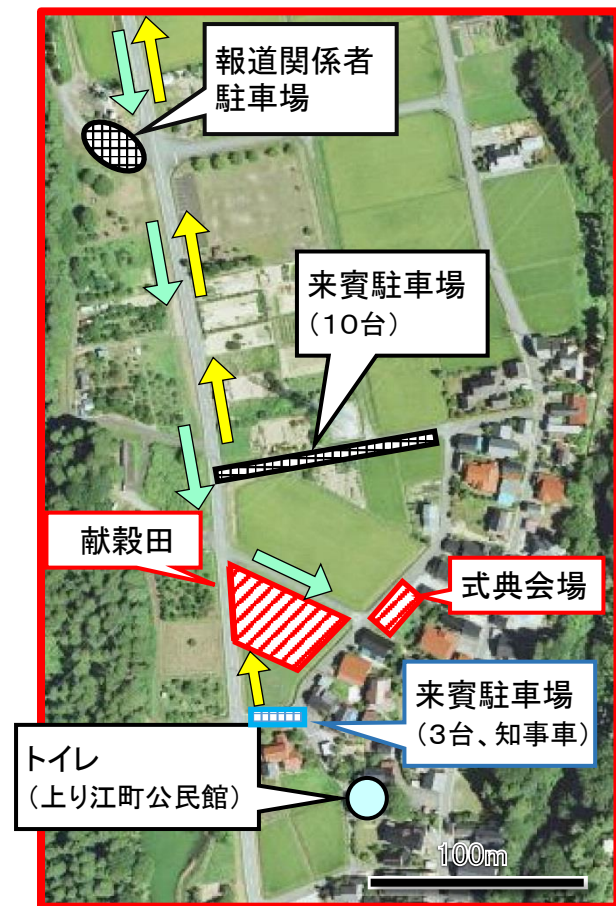 報道関係者
駐車場
来賓駐車場
（10台）
献穀田
式典会場
来賓駐車場
（3台、知事車）
トイレ
（上り江町公民館）
100m